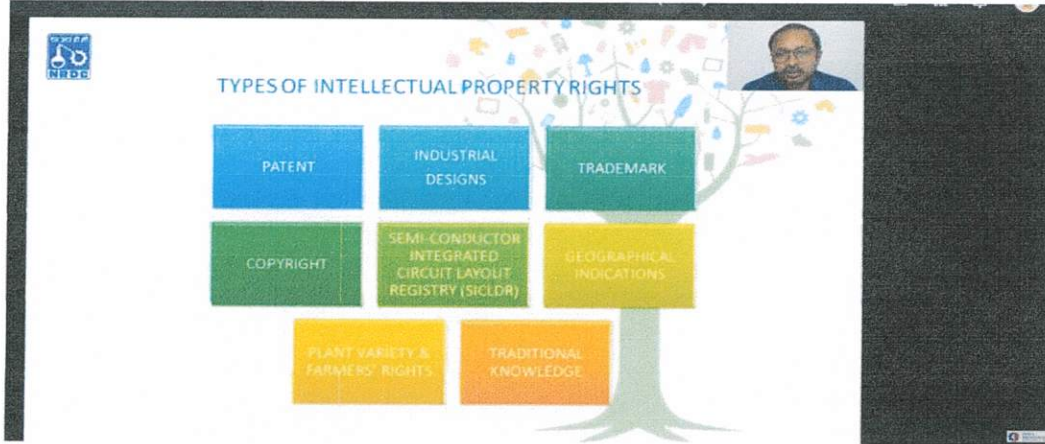 NRDC
TYPES OF INTELLECTUAL PROPERTY RIGHTS
PATENT
INDUSTRIAL
DESIGNS
TRADEMARK
COPYRIGHT
SEMI-CONDUCTOR
INTEGRATED
CIRCUIT LAYOUT
REGISTRY (SICLDR)
GEOGRAPHICAL
INDICATIONS
PLANT VARIETY &
FARMERS' RIGHTS
TRADITIONAL
KNOWLEDGE